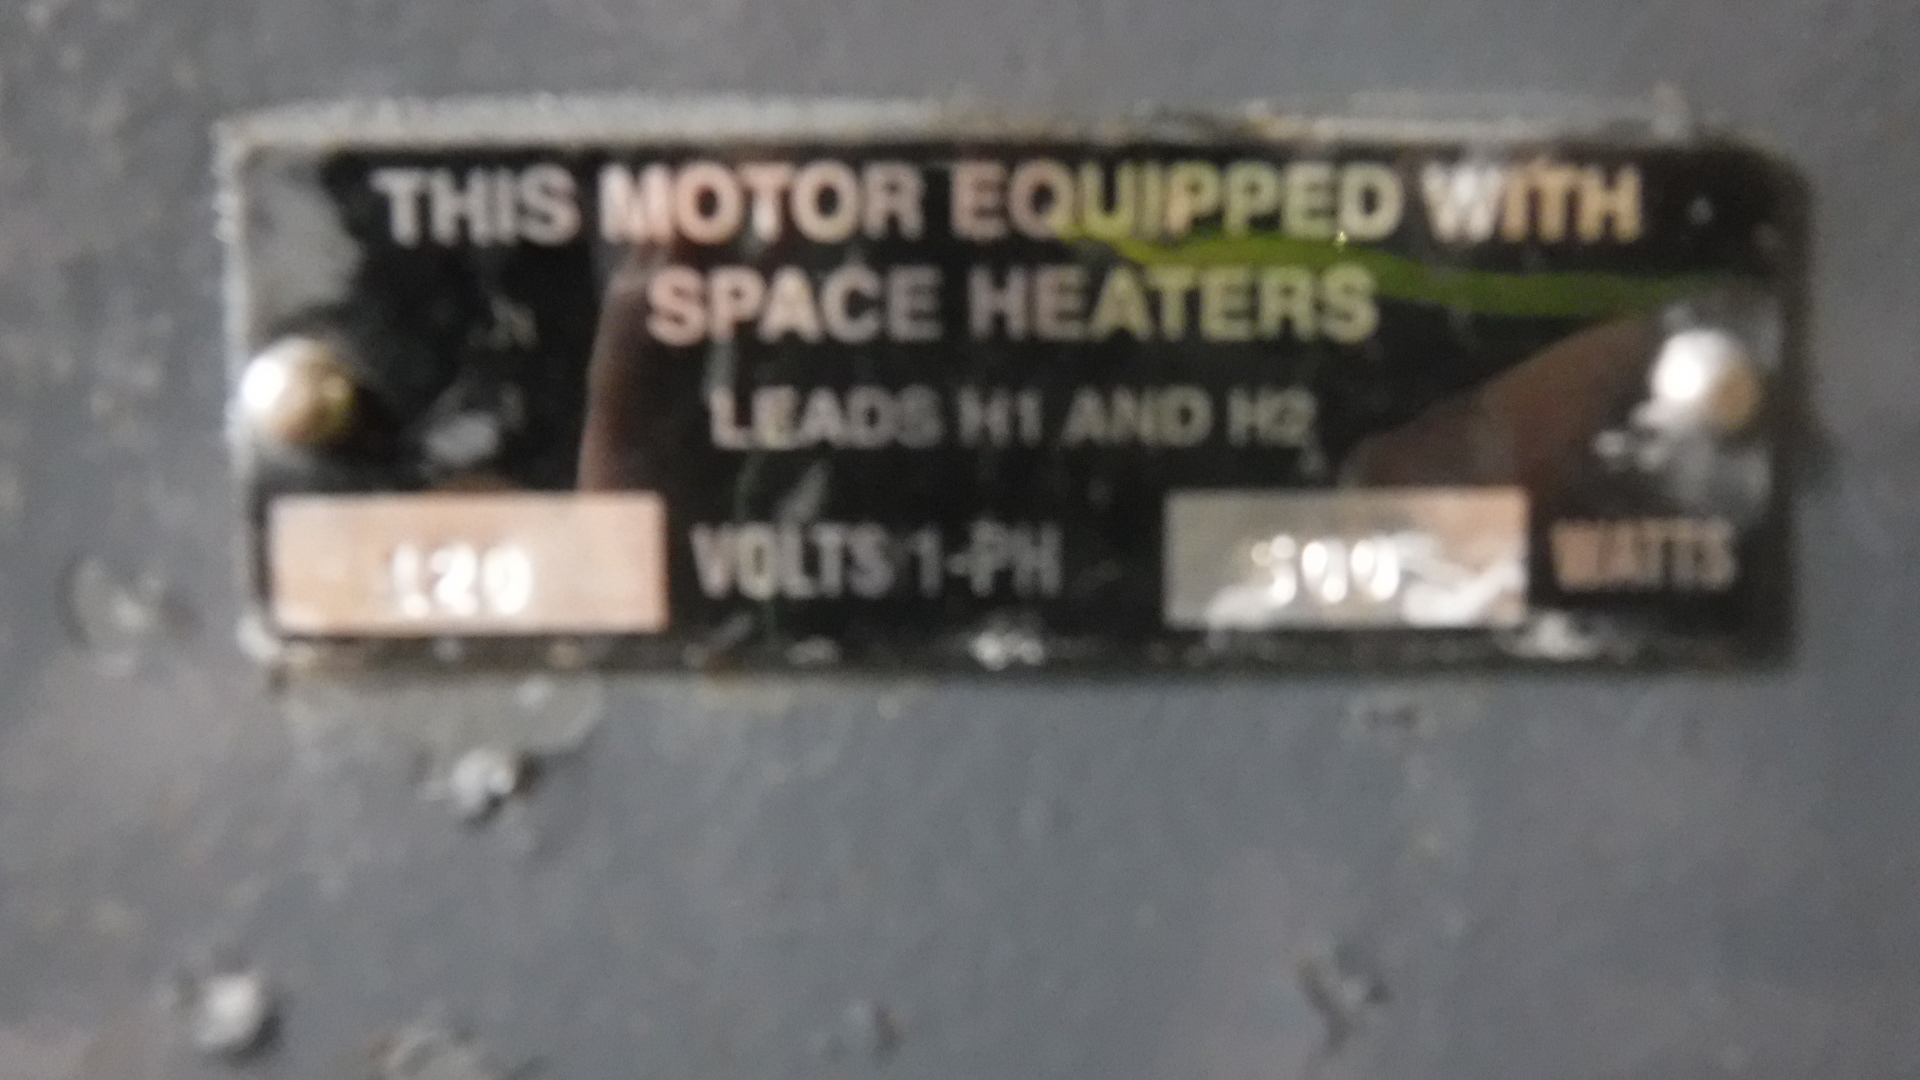 THIS MOTOR EQUIPPED WITH
SPACE HEATERS
LEADS H1 AND H2
120 VOLTS 1-PH WATTS